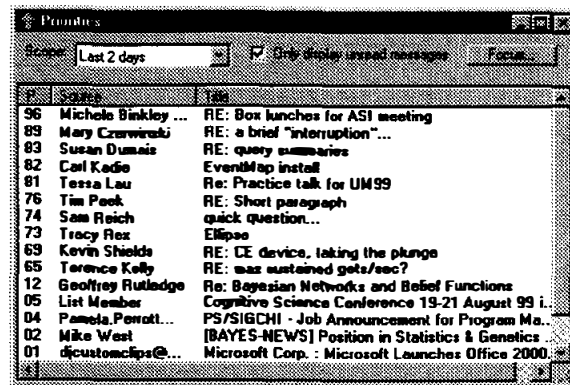 Priorities
Scope: Last 2 days Only display unread messages Focus...
P. Source Title
96 Michele Binkley ... RE: Box lunches for ASI meeting
89 Mary Czerwinski RE: a brief "interruption"...
83 Susan Dumais RE: query summaries
82 Carl Kadie EventMap install
81 Tessa Lau Re: Practice talk for UM99
76 Tim Paek RE: Short paragraph
74 Sam Reich quick question...
73 Tracy Rex Ellipse
69 Kevin Shields RE: CE device, taking the plunge
65 Terence Kelly RE: max sustained gets/sec?
12 Geoffrey Rutledge Re: Bayesian Networks and Belief Functions
05 List Member Cognitive Science Conference 19-21 August 99 i..
04 Pamela.Perrott... PS/SIGCHI - Job Announcement for Program Ma..
02 Mike West [BAYES-NEWS] Position in Statistics & Genetics ..
01 djcustomclips@... Microsoft Corp. : Microsoft Launches Office 2000.